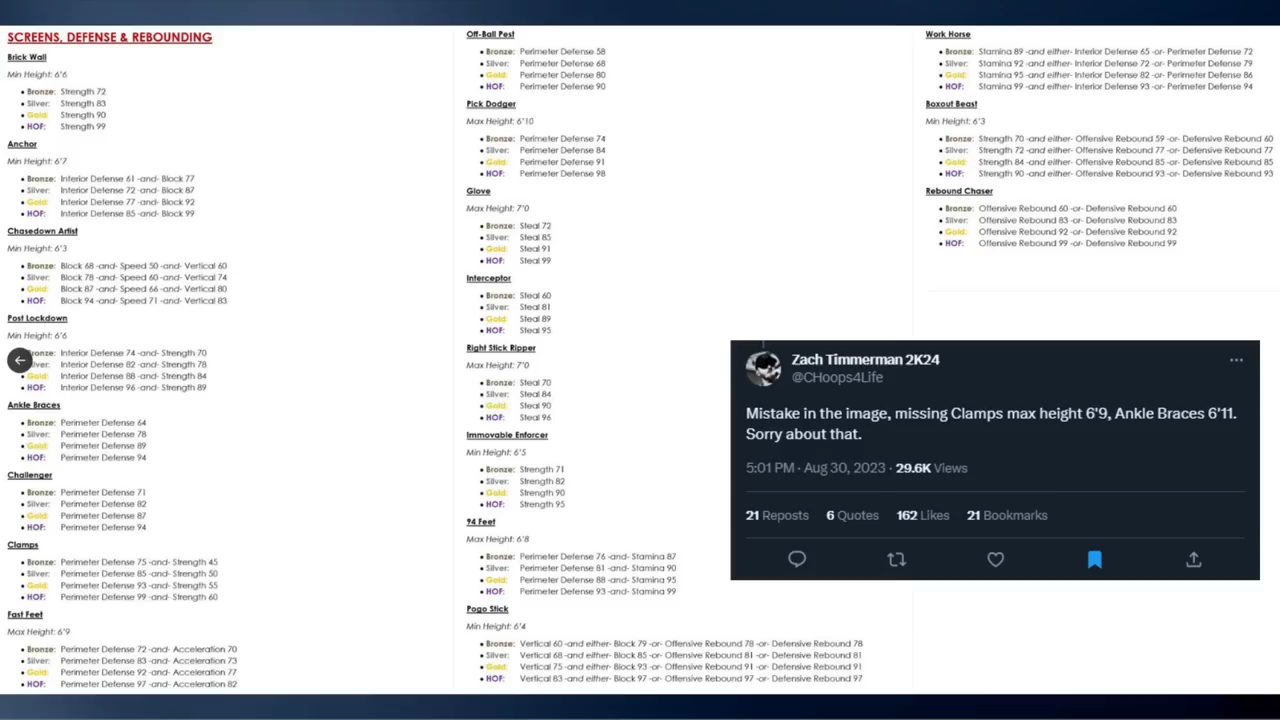 SCREENS, DEFENSE & REBOUNDING
Brick Wall
Min Height: 6'6
• Bronze: Strength 72
• Silver: Strength 83
• Gold: Strength 90
• HOF: Strength 99
Anchor
Min Height: 6'7
• Bronze: Interior Defense 61 -and- Block 77
• Silver: Interior Defense 72 -and- Block 87
• Gold: Interior Defense 77 -and- Block 92
• HOF: Interior Defense 85 -and- Block 99
Chasedown Artist
Min Height: 6'3
• Bronze: Block 68 -and- Speed 50 -and- Vertical 60
• Silver: Block 78 -and- Speed 60 -and- Vertical 74
• Gold: Block 87 -and- Speed 66 -and- Vertical 80
• HOF: Block 94 -and- Speed 71 -and- Vertical 83
Post Lockdown
Min Height: 6'6
ronze: Interior Defense 74 -and- Strength 70
ilver: Interior Defense 82 -and- Strength 78
• Gold: Interior Defense 88 -and- Strength 84
• HOF: Interior Defense 96 -and- Strength 89
Ankle Braces
• Bronze: Perimeter Defense 64
• Silver: Perimeter Defense 78
• Gold: Perimeter Defense 89
• HOF: Perimeter Defense 94
Challenger
• Bronze: Perimeter Defense 71
• Silver: Perimeter Defense 82
• Gold: Perimeter Defense 87
• HOF: Perimeter Defense 94
Clamps
• Bronze: Perimeter Defense 75 -and- Strength 45
• Silver: Perimeter Defense 85 -and- Strength 50
• Gold: Perimeter Defense 93 -and- Strength 55
• HOF: Perimeter Defense 99 -and- Strength 60
Fast Feet
Max Height: 6'9
• Bronze: Perimeter Defense 72 -and- Acceleration 70
• Silver: Perimeter Defense 83 -and- Acceleration 73
• Gold: Perimeter Defense 92 -and- Acceleration 77
• HOF: Perimeter Defense 97 -and- Acceleration 82
Off-Ball Pest
• Bronze: Perimeter Defense 58
• Silver: Perimeter Defense 68
• Gold: Perimeter Defense 80
• HOF: Perimeter Defense 90
Pick Dodger
Max Height: 6'10
• Bronze: Perimeter Defense 74
• Silver: Perimeter Defense 84
• Gold: Perimeter Defense 91
• HOF: Perimeter Defense 98
Glove
Max Height: 7'0
• Bronze: Steal 72
• Silver: Steal 85
• Gold: Steal 91
• HOF: Steal 99
Interceptor
• Bronze: Steal 60
• Silver: Steal 81
• Gold: Steal 89
• HOF: Steal 95
Right Stick Ripper
Max Height: 7'0
• Bronze: Steal 70
• Silver: Steal 84
• Gold: Steal 90
• HOF: Steal 96
Immovable Enforcer
Min Height: 6'5
• Bronze: Strength 71
• Silver: Strength 82
• Gold: Strength 90
• HOF: Strength 95
94 Feet
Max Height: 6'8
• Bronze: Perimeter Defense 76 -and- Stamina 87
• Silver: Perimeter Defense 81 -and- Stamina 90
• Gold: Perimeter Defense 88 -and- Stamina 95
• HOF: Perimeter Defense 93 -and- Stamina 99
Pogo Stick
Min Height: 6'4
• Bronze: Vertical 60 -and either- Block 79 -or- Offensive Rebound 78 -or- Defensive Rebound 78
• Silver: Vertical 68 -and either- Block 85 -or- Offensive Rebound 81 -or- Defensive Rebound 81
• Gold: Vertical 75 -and either- Block 93 -or- Offensive Rebound 91 -or- Defensive Rebound 91
• HOF: Vertical 83 -and either- Block 97 -or- Offensive Rebound 97 -or- Defensive Rebound 97
Work Horse
• Bronze: Stamina 89 -and either- Interior Defense 65 -or- Perimeter Defense 72
• Silver: Stamina 92 -and either- Interior Defense 72 -or- Perimeter Defense 79
• Gold: Stamina 95 -and either- Interior Defense 82 -or- Perimeter Defense 86
• HOF: Stamina 99 -and either- Interior Defense 93 -or- Perimeter Defense 94
Boxout Beast
Min Height: 6'3
• Bronze: Strength 70 -and either- Offensive Rebound 59 -or- Defensive Rebound 60
• Silver: Strength 72 -and either- Offensive Rebound 77 -or- Defensive Rebound 77
• Gold: Strength 84 -and either- Offensive Rebound 85 -or- Defensive Rebound 85
• HOF: Strength 90 -and either- Offensive Rebound 93 -or- Defensive Rebound 93
Rebound Chaser
• Bronze: Offensive Rebound 60 -or- Defensive Rebound 60
• Silver: Offensive Rebound 83 -or- Defensive Rebound 83
• Gold: Offensive Rebound 92 -or- Defensive Rebound 92
• HOF: Offensive Rebound 99 -or- Defensive Rebound 99
Zach Timmerman 2K24
@CHoops4Life
Mistake in the image, missing Clamps max height 6'9, Ankle Braces 6'11.
Sorry about that.
5:01 PM · Aug 30, 2023 · 29.6K Views
21 Reposts 6 Quotes 162 Likes 21 Bookmarks